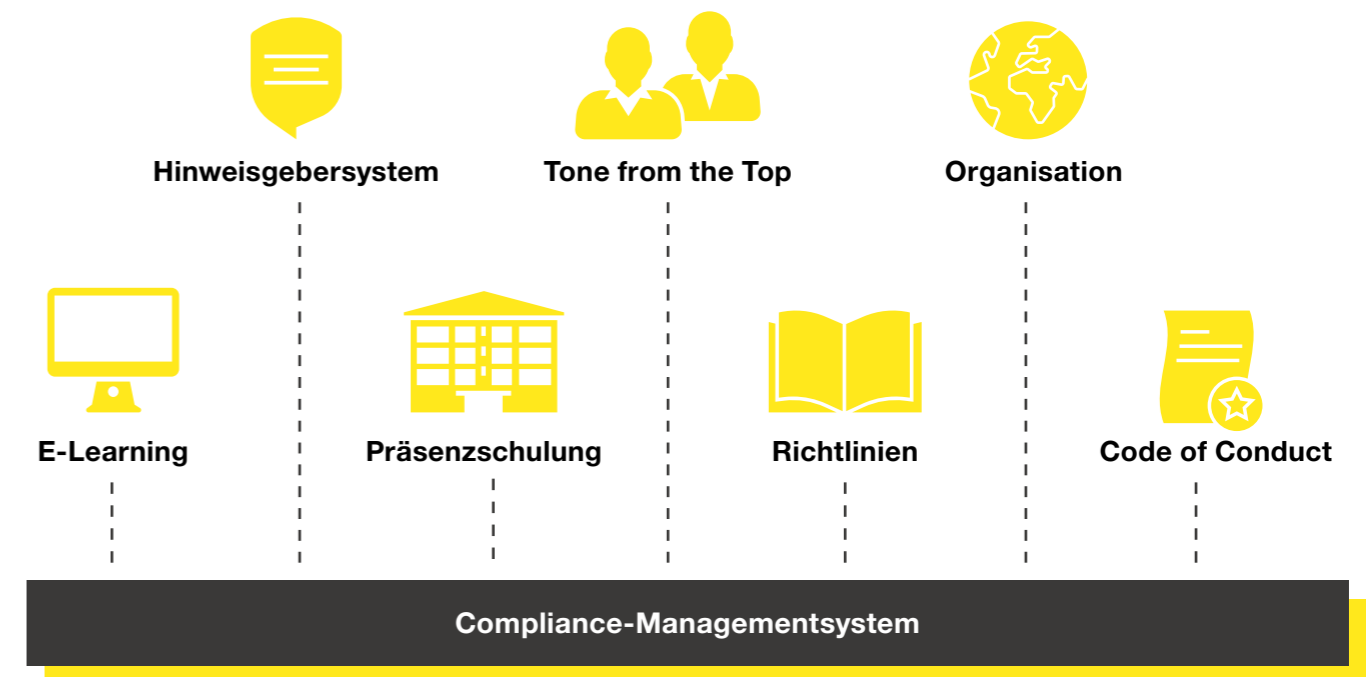 Hinweisgebersystem
Tone from the Top
Organisation
E-Learning
Präsenzschulung
Richtlinien
Code of Conduct
Compliance-Managementsystem